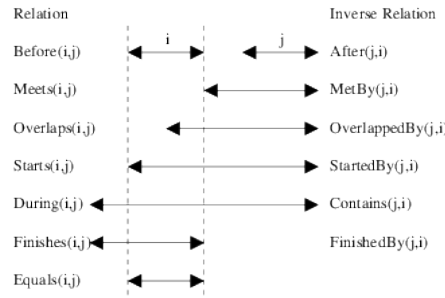 Relation Inverse Relation
i j
Before(i,j) After(j,i)
Meets(i,j) MetBy(j,i)
Overlaps(i,j) OverlappedBy(j,i)
Starts(i,j) StartedBy(j,i)
During(i,j) Contains(j,i)
Finishes(i,j) FinishedBy(j,i)
Equals(i,j)